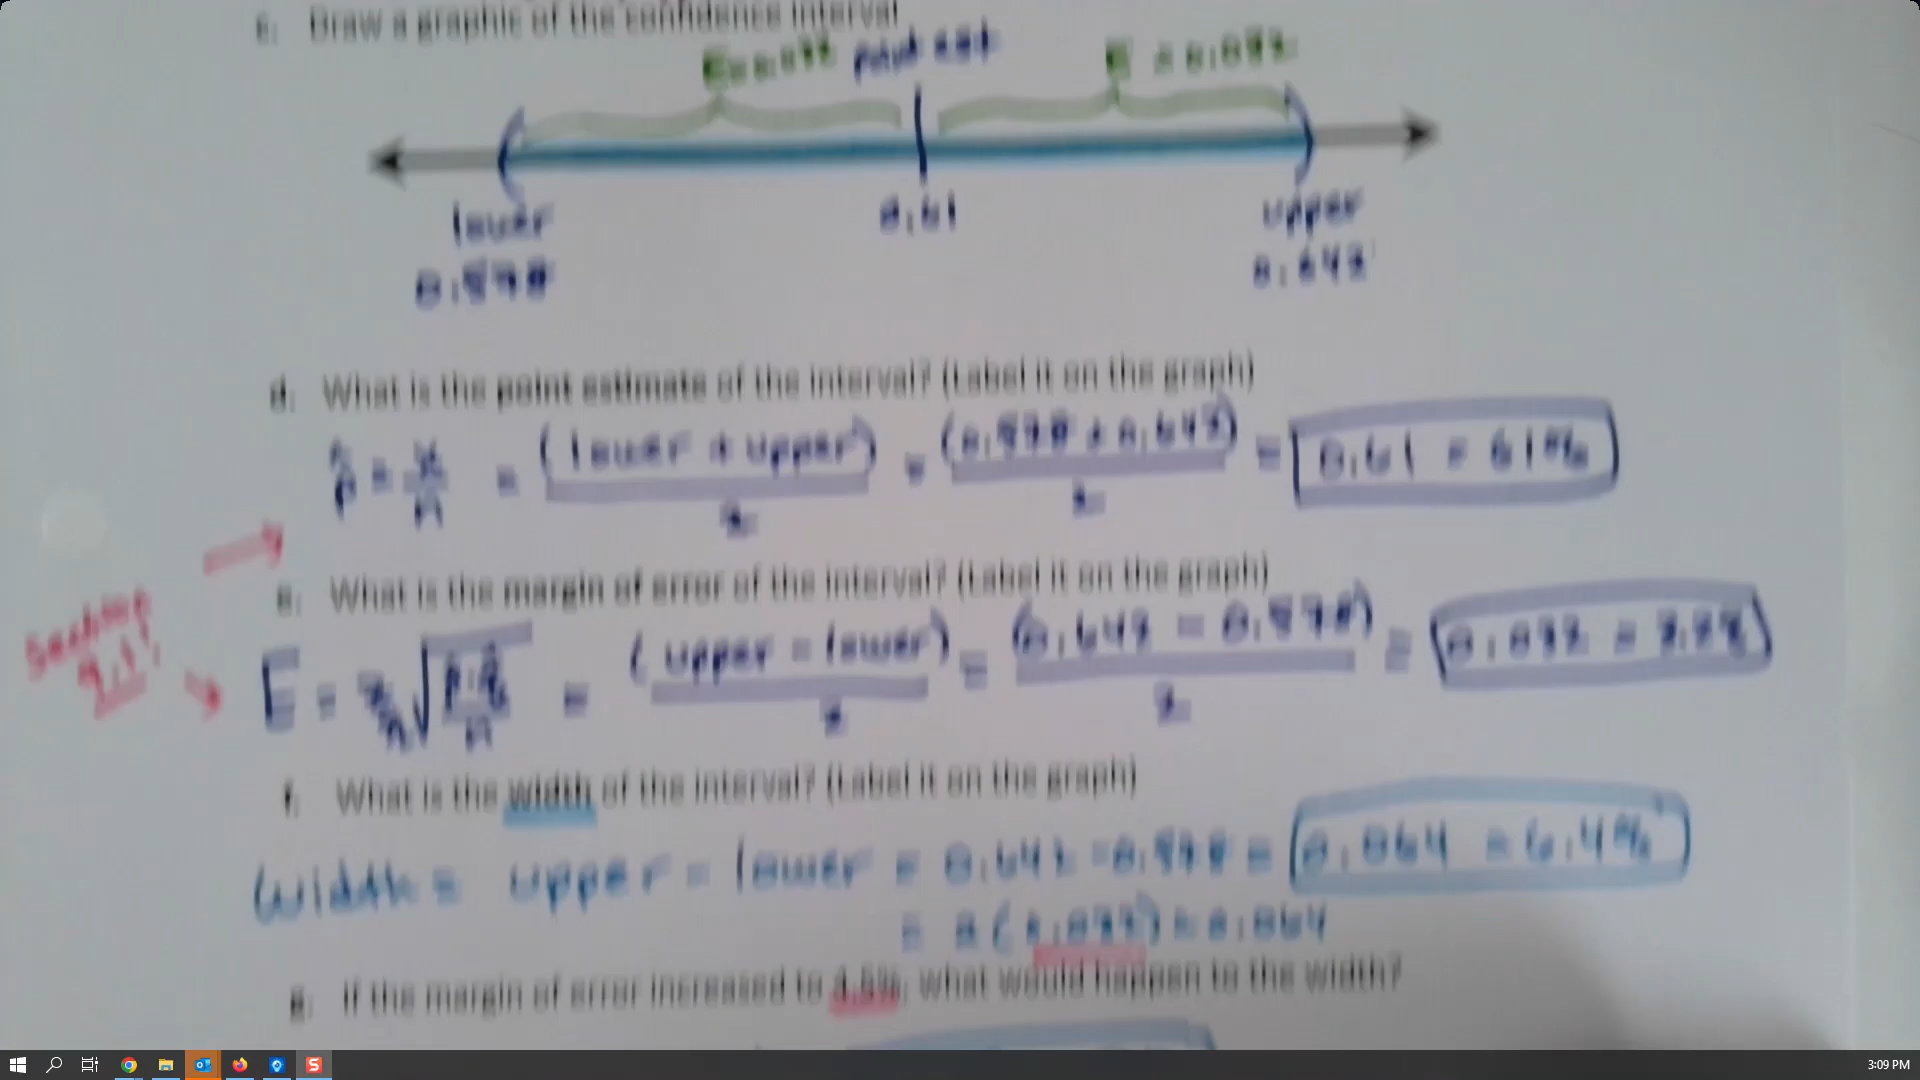 c. Draw a graphic of the confidence interval
E=0.032 point est E = 0.032
lower 0.61 upper
0.578 0.642
d. What is the point estimate of the interval? (Label it on the graph)
p̂ = x/n = (lower + upper)/2 = (0.578 + 0.642)/2 = 0.61 = 61%
e. What is the margin of error of the interval? (Label it on the graph)
Section
9.1!
E = √(p̂·q̂/n) = (upper - lower)/2 = (0.642 - 0.578)/2 = 0.032 = 3.2%
f. What is the width of the interval? (Label it on the graph)
Width = upper - lower = 0.642 - 0.578 = 0.064 = 6.4%
= 2(0.032) = 0.064
g. If the margin of error increased to 4.5%, what would happen to the width?
3:09 PM